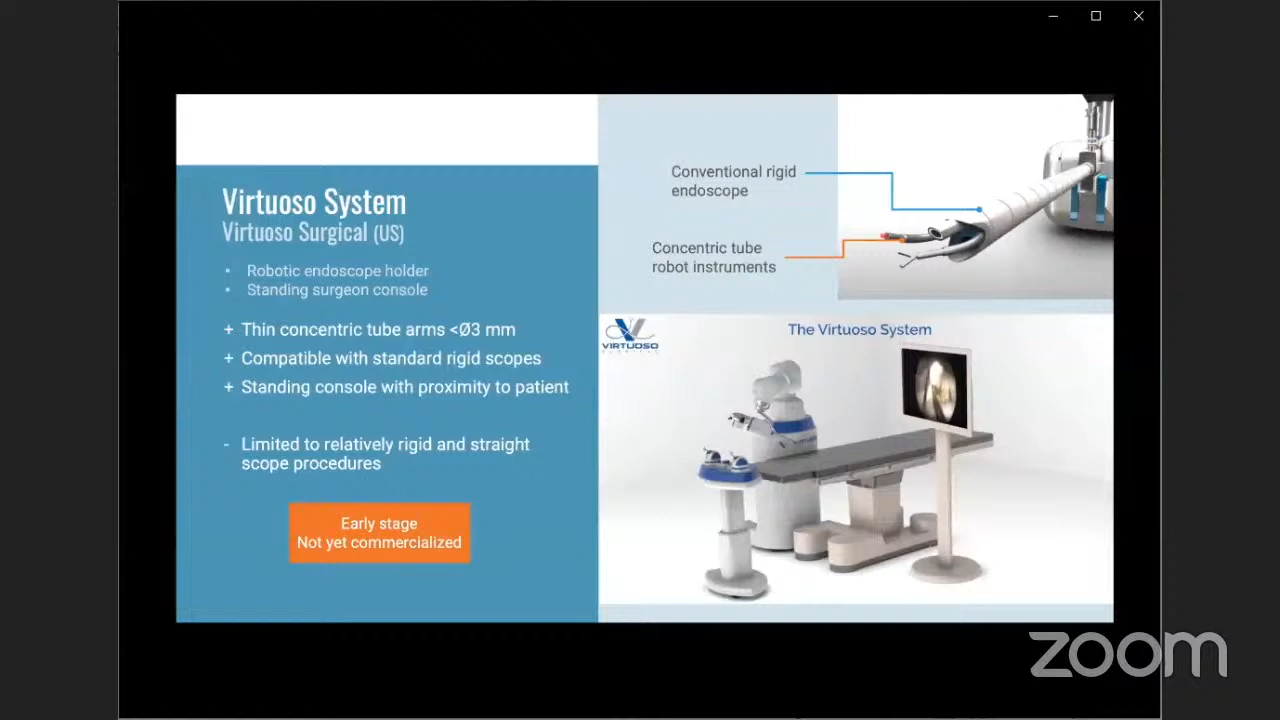 Virtuoso System
Virtuoso Surgical (US)
• Robotic endoscope holder
• Standing surgeon console
+ Thin concentric tube arms <Ø3 mm
+ Compatible with standard rigid scopes
+ Standing console with proximity to patient
- Limited to relatively rigid and straight
scope procedures
Early stage
Not yet commercialized
Conventional rigid
endoscope
Concentric tube
robot instruments
VIRTUOSO
SURGICAL
The Virtuoso System
zoom